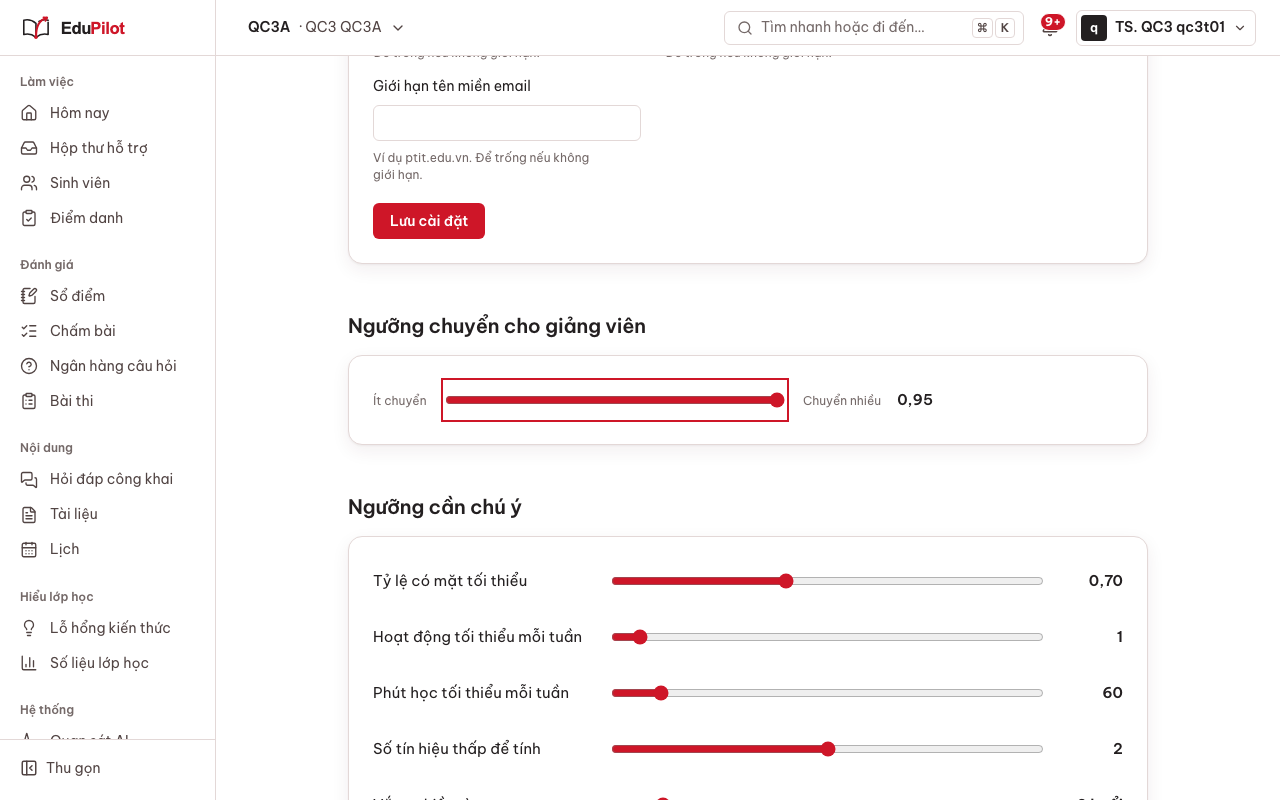 EduPilot
QC3A · QC3 QC3A
Tìm nhanh hoặc đi đến...
⌘ K
9+
q TS. QC3 qc3t01
Làm việc
Hôm nay
Hộp thư hỗ trợ
Sinh viên
Điểm danh
Đánh giá
Sổ điểm
Chấm bài
Ngân hàng câu hỏi
Bài thi
Nội dung
Hỏi đáp công khai
Tài liệu
Lịch
Hiểu lớp học
Lỗ hổng kiến thức
Số liệu lớp học
Hệ thống
Quan sát AI
Thu gọn
Giới hạn tên miền email
Ví dụ ptit.edu.vn. Để trống nếu không
giới hạn.
Lưu cài đặt
Ngưỡng chuyển cho giảng viên
Ít chuyển
Chuyển nhiều 0,95
Ngưỡng cần chú ý
Tỷ lệ có mặt tối thiểu 0,70
Hoạt động tối thiểu mỗi tuần 1
Phút học tối thiểu mỗi tuần 60
Số tín hiệu thấp để tính 2